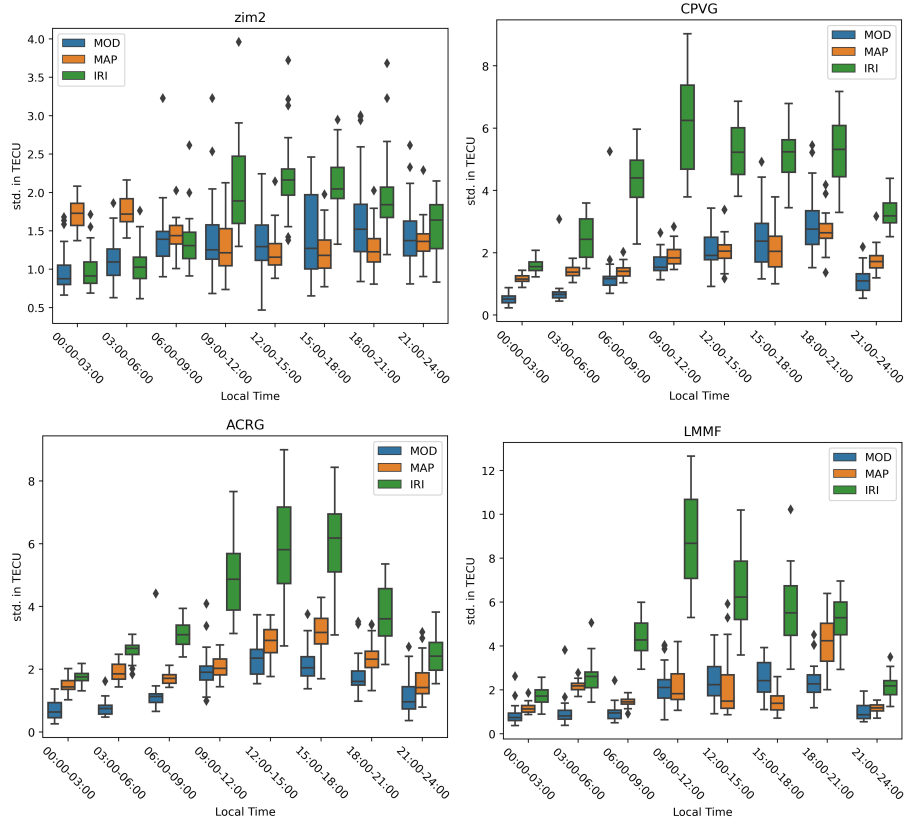 zim2
MOD
MAP
IRI
4.0
3.5
3.0
2.5
2.0
1.5
1.0
0.5
std. in TECU
00:00-03:00
03:00-06:00
06:00-09:00
09:00-12:00
12:00-15:00
15:00-18:00
18:00-21:00
21:00-24:00
Local Time
CPVG
MOD
MAP
IRI
8
6
4
2
0
std. in TECU
00:00-03:00
03:00-06:00
06:00-09:00
09:00-12:00
12:00-15:00
15:00-18:00
18:00-21:00
21:00-24:00
Local Time
ACRG
MOD
MAP
IRI
8
6
4
2
0
std. in TECU
00:00-03:00
03:00-06:00
06:00-09:00
09:00-12:00
12:00-15:00
15:00-18:00
18:00-21:00
21:00-24:00
Local Time
LMMF
MOD
MAP
IRI
12
10
8
6
4
2
0
std. in TECU
00:00-03:00
03:00-06:00
06:00-09:00
09:00-12:00
12:00-15:00
15:00-18:00
18:00-21:00
21:00-24:00
Local Time